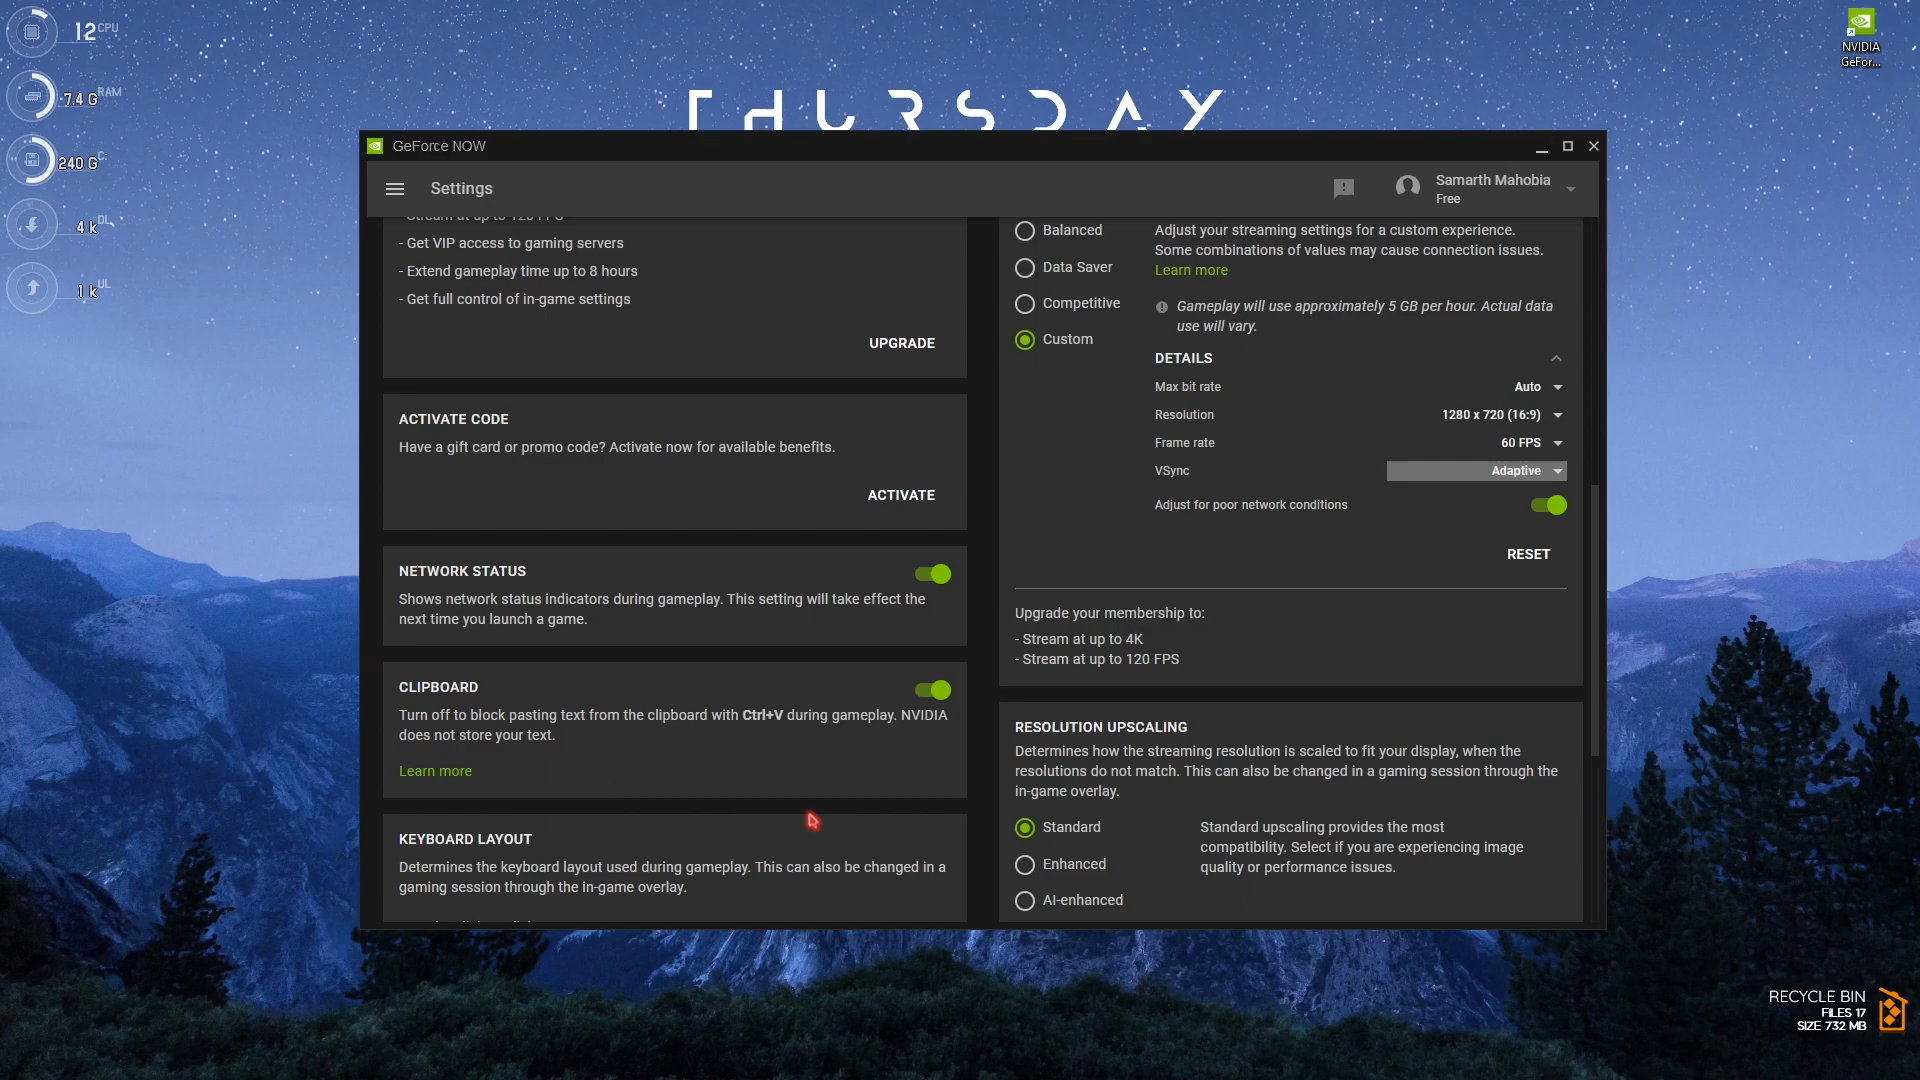 12 CPU
7.4 G RAM
240 G C:
4 k DL
1 k UL
NVIDIA
GeFor...
THURSDAY
GeForce NOW
Settings
Samarth Mahobia
Free
- Stream at up to 120 FPS
- Get VIP access to gaming servers
- Extend gameplay time up to 8 hours
- Get full control of in-game settings
UPGRADE
ACTIVATE CODE
Have a gift card or promo code? Activate now for available benefits.
ACTIVATE
NETWORK STATUS
Shows network status indicators during gameplay. This setting will take effect the
next time you launch a game.
CLIPBOARD
Turn off to block pasting text from the clipboard with Ctrl+V during gameplay. NVIDIA
does not store your text.
Learn more
KEYBOARD LAYOUT
Determines the keyboard layout used during gameplay. This can also be changed in a
gaming session through the in-game overlay.
Balanced
Data Saver
Competitive
Custom
Adjust your streaming settings for a custom experience.
Some combinations of values may cause connection issues.
Learn more
Gameplay will use approximately 5 GB per hour. Actual data
use will vary.
DETAILS
Max bit rate Auto
Resolution 1280 x 720 (16:9)
Frame rate 60 FPS
VSync Adaptive
Adjust for poor network conditions
RESET
Upgrade your membership to:
- Stream at up to 4K
- Stream at up to 120 FPS
RESOLUTION UPSCALING
Determines how the streaming resolution is scaled to fit your display, when the
resolutions do not match. This can also be changed in a gaming session through the
in-game overlay.
Standard
Enhanced
AI-enhanced
Standard upscaling provides the most
compatibility. Select if you are experiencing image
quality or performance issues.
RECYCLE BIN
FILES 17
SIZE 732 MB